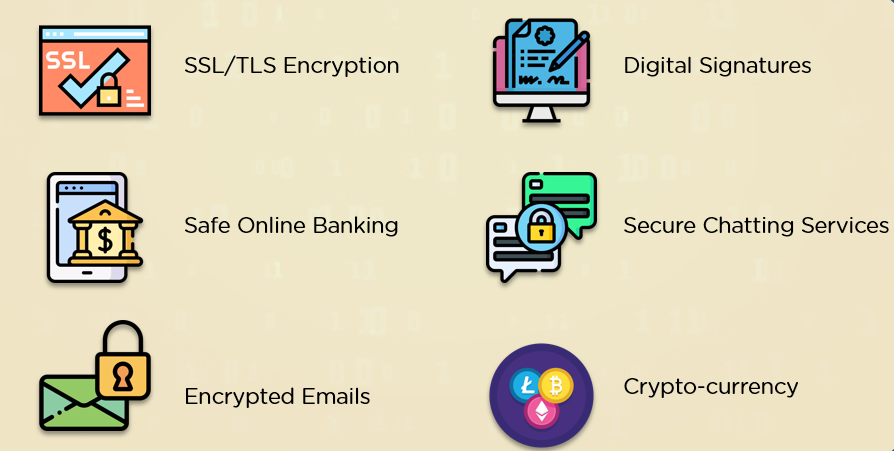 SSL
SSL/TLS Encryption
Digital Signatures
$
Safe Online Banking
Secure Chatting Services
Encrypted Emails
Crypto-currency